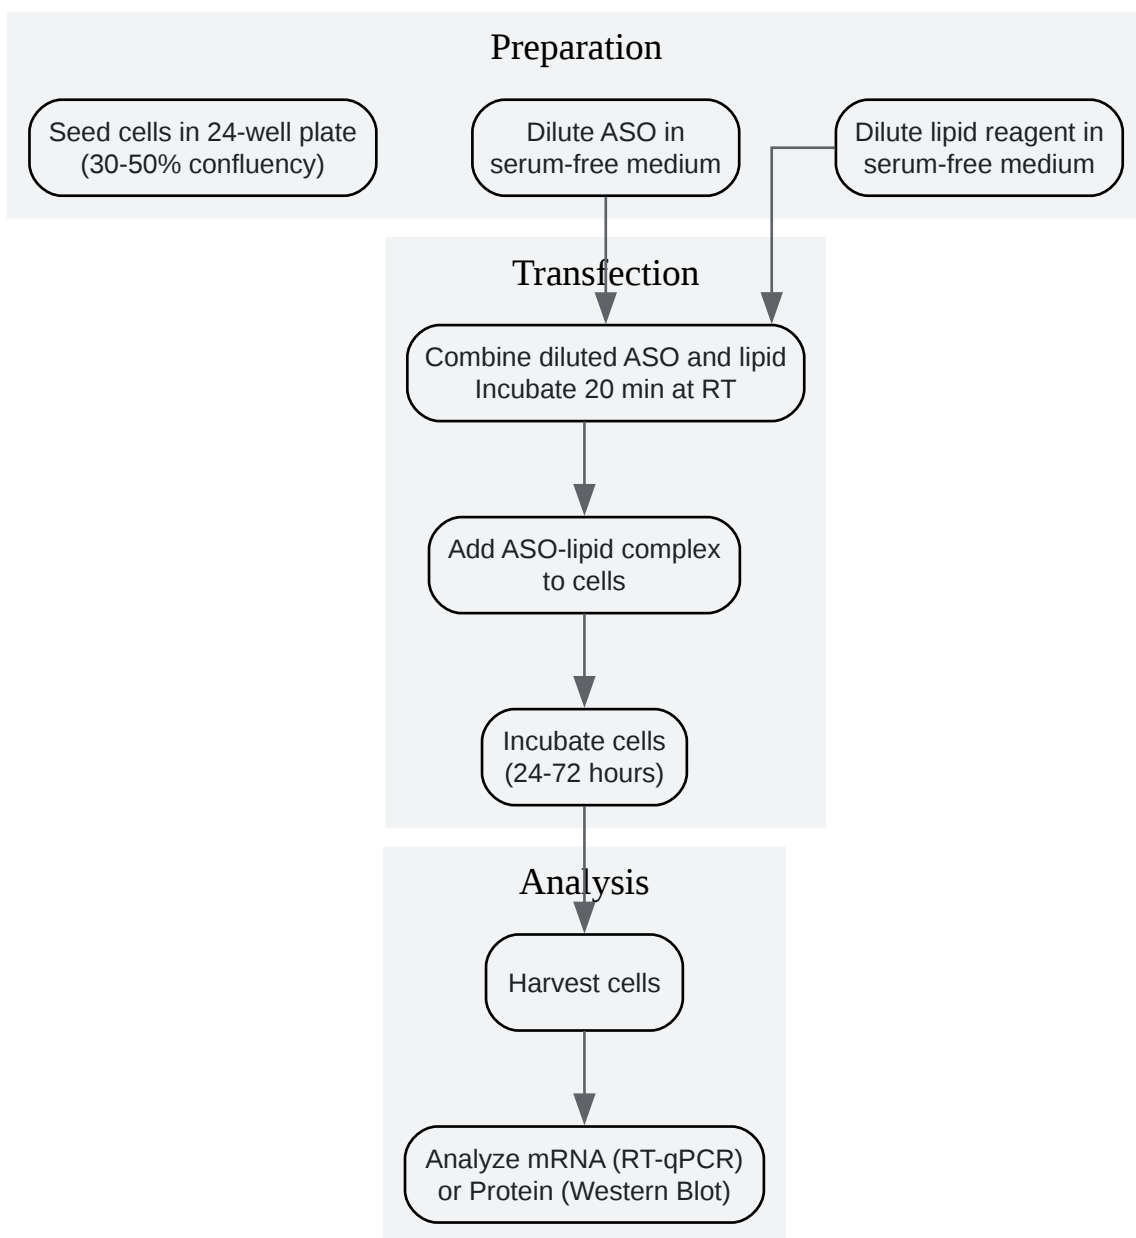 Preparation
Seed cells in 24-well plate
(30-50% confluency)
Dilute ASO in
serum-free medium
Dilute lipid reagent in
serum-free medium
Transfection
Combine diluted ASO and lipid
Incubate 20 min at RT
Add ASO-lipid complex
to cells
Incubate cells
(24-72 hours)
Analysis
Harvest cells
Analyze mRNA (RT-qPCR)
or Protein (Western Blot)